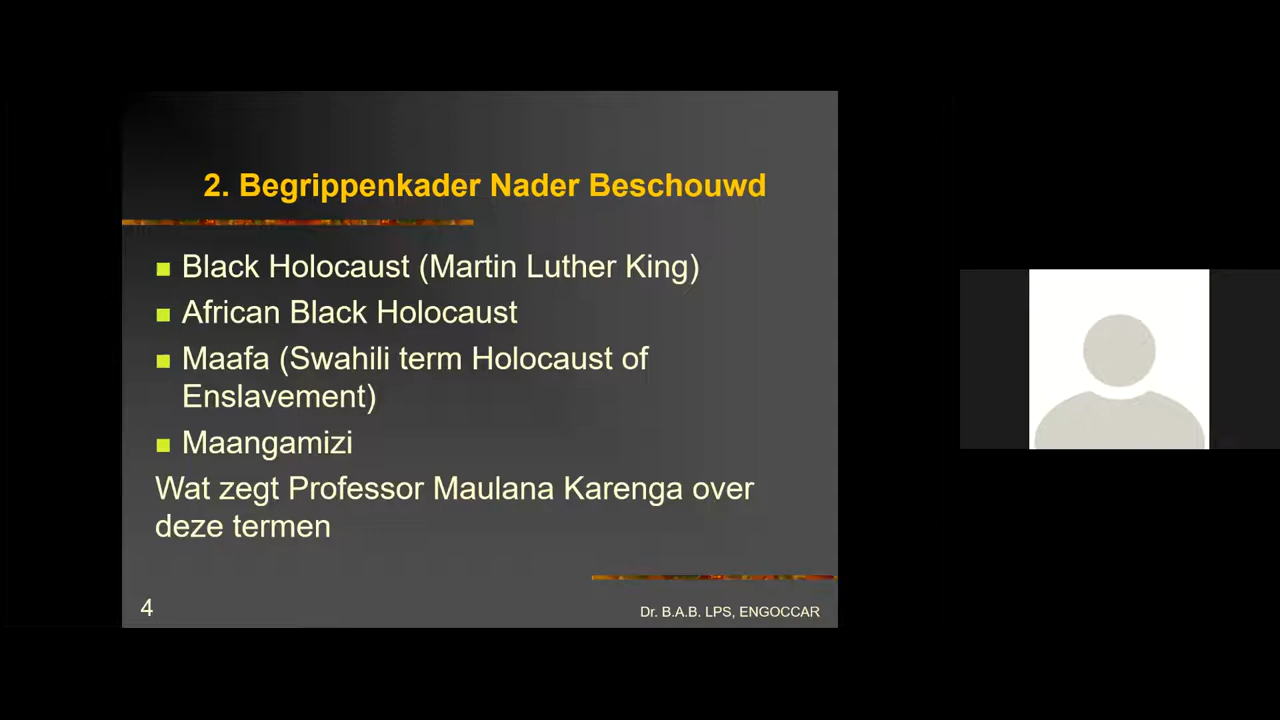 2. Begrippenkader Nader Beschouwd
Black Holocaust (Martin Luther King)
African Black Holocaust
Maafa (Swahili term Holocaust of
Enslavement)
Maangamizi
Wat zegt Professor Maulana Karenga over
deze termen
4
Dr. B.A.B. LPS, ENGOCCAR